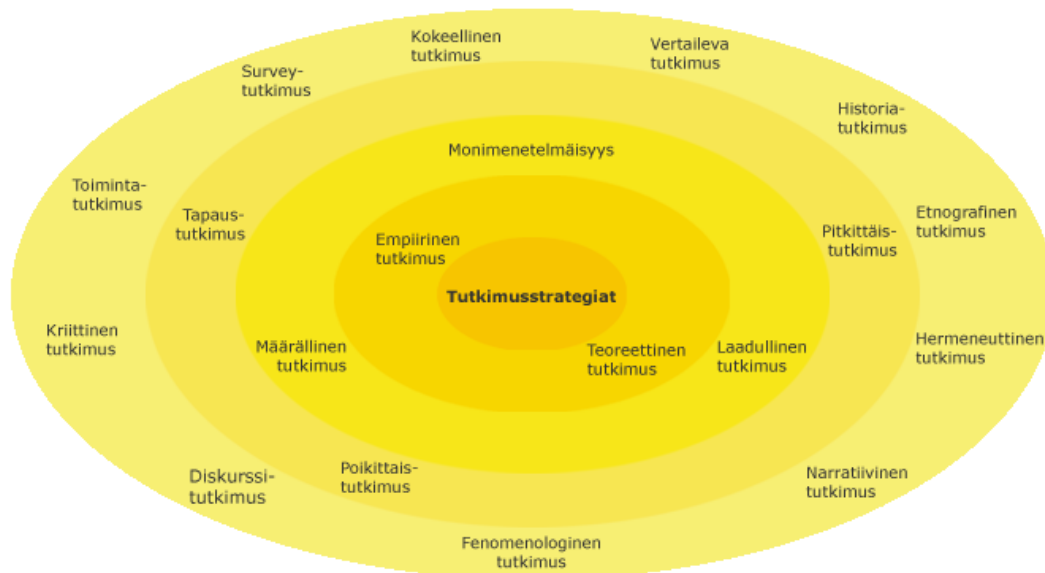 Kokeellinen
tutkimus
Vertaileva
tutkimus
Survey-
tutkimus
Historia-
tutkimus
Monimenetelmäisyys
Toiminta-
tutkimus
Tapaus-
tutkimus
Etnografinen
tutkimus
Pitkittäis-
tutkimus
Empiirinen
tutkimus
Tutkimusstrategiat
Kriittinen
tutkimus
Määrällinen
tutkimus
Teoreettinen
tutkimus
Laadullinen
tutkimus
Hermeneuttinen
tutkimus
Diskurssi-
tutkimus
Poikittais-
tutkimus
Narratiivinen
tutkimus
Fenomenologinen
tutkimus